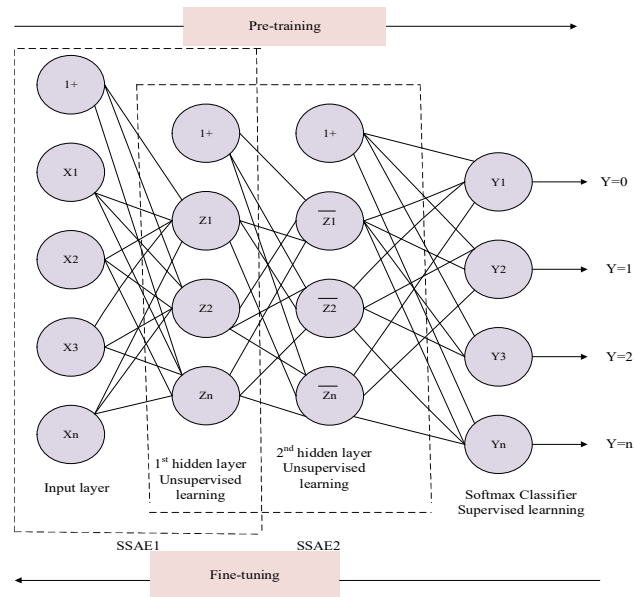 Pre-training
1+
X1
X2
X3
Xn
Input layer
1+
Z1
Z2
Zn
1st hidden layer
Unsupervised
learning
1+
Z1
Z2
Zn
2nd hidden layer
Unsupervised
learning
Y1
Y2
Y3
Yn
Softmax Classifier
Supervised learnning
Y=0
Y=1
Y=2
Y=n
SSAE1
SSAE2
Fine-tuning